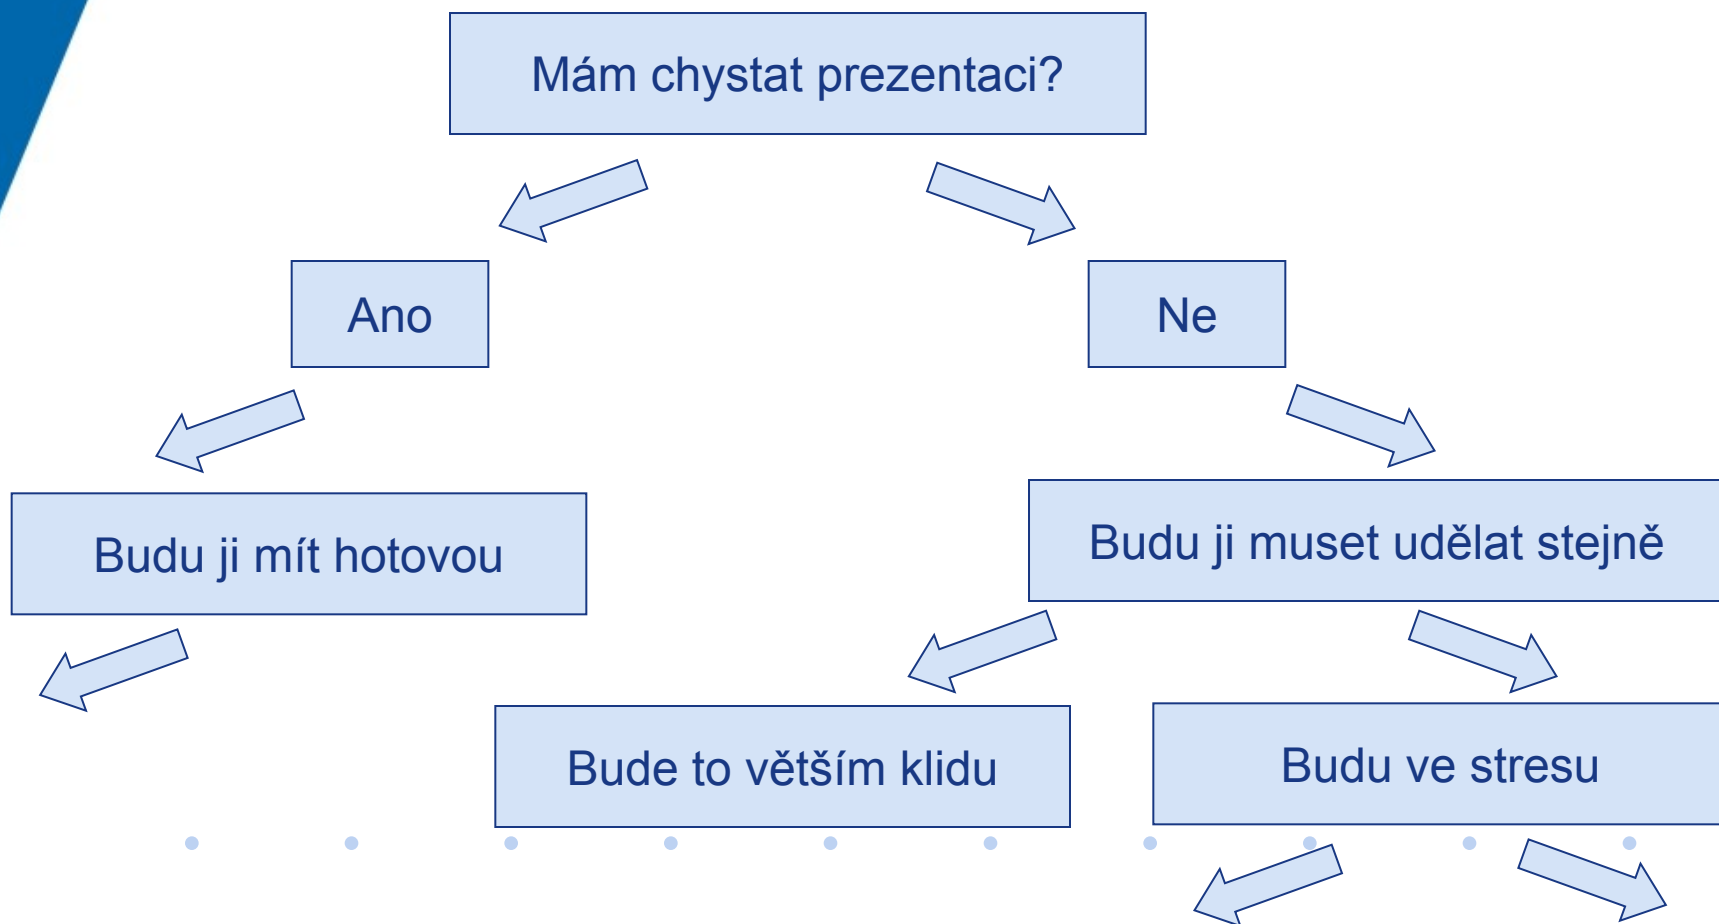 Mám chystat prezentaci?
Ano
Ne
Budu ji mít hotovou
Budu ji muset udělat stejně
Bude to větším klidu
Budu ve stresu